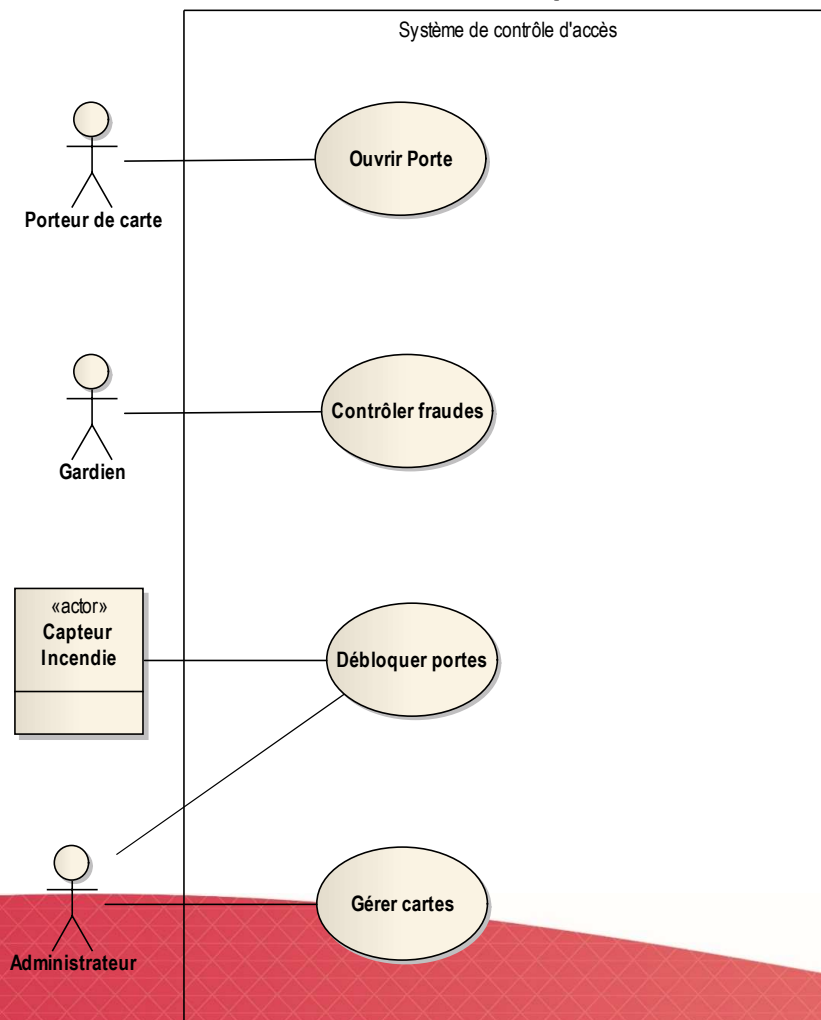 Système de contrôle d'accès
Ouvrir Porte
Porteur de carte
Contrôler fraudes
Gardien
«actor»
Capteur
Incendie
Débloquer portes
Gérer cartes
Administrateur